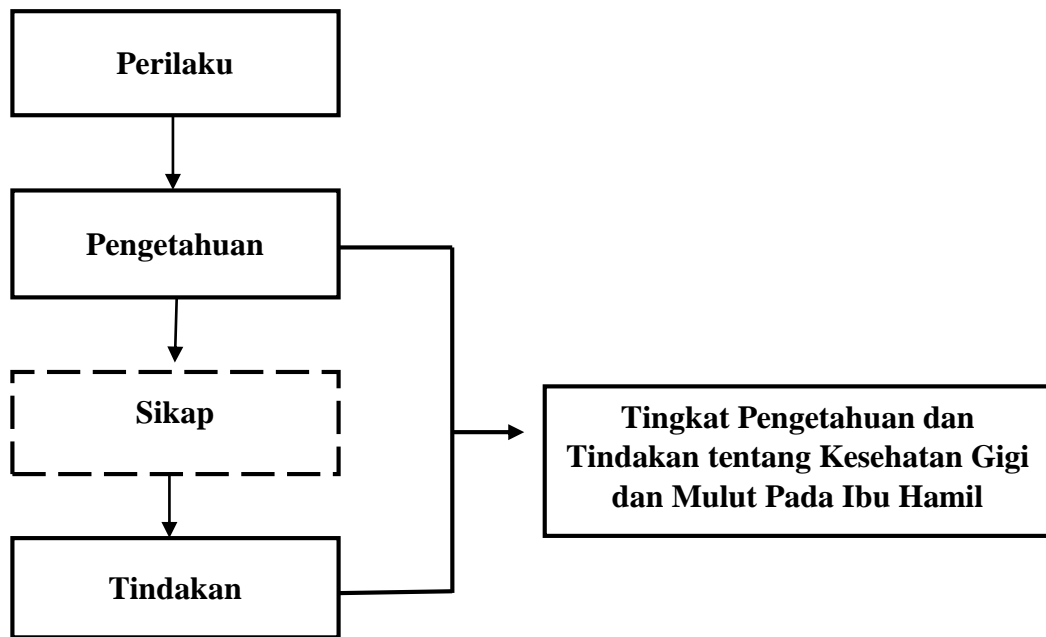 Perilaku
Pengetahuan
Sikap
Tindakan
Tingkat Pengetahuan dan
Tindakan tentang Kesehatan Gigi
dan Mulut Pada Ibu Hamil